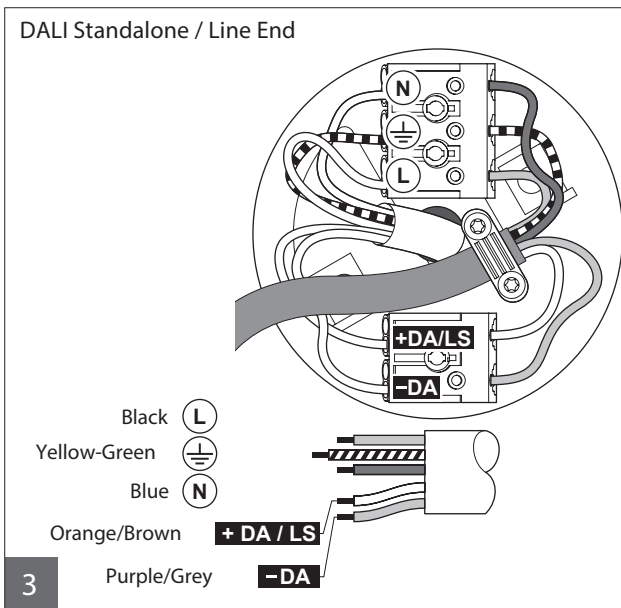 DALI Standalone / Line End
N
L
+DA/LS
−DA
Black L
Yellow-Green
Blue N
Orange/Brown + DA / LS
Purple/Grey −DA
3